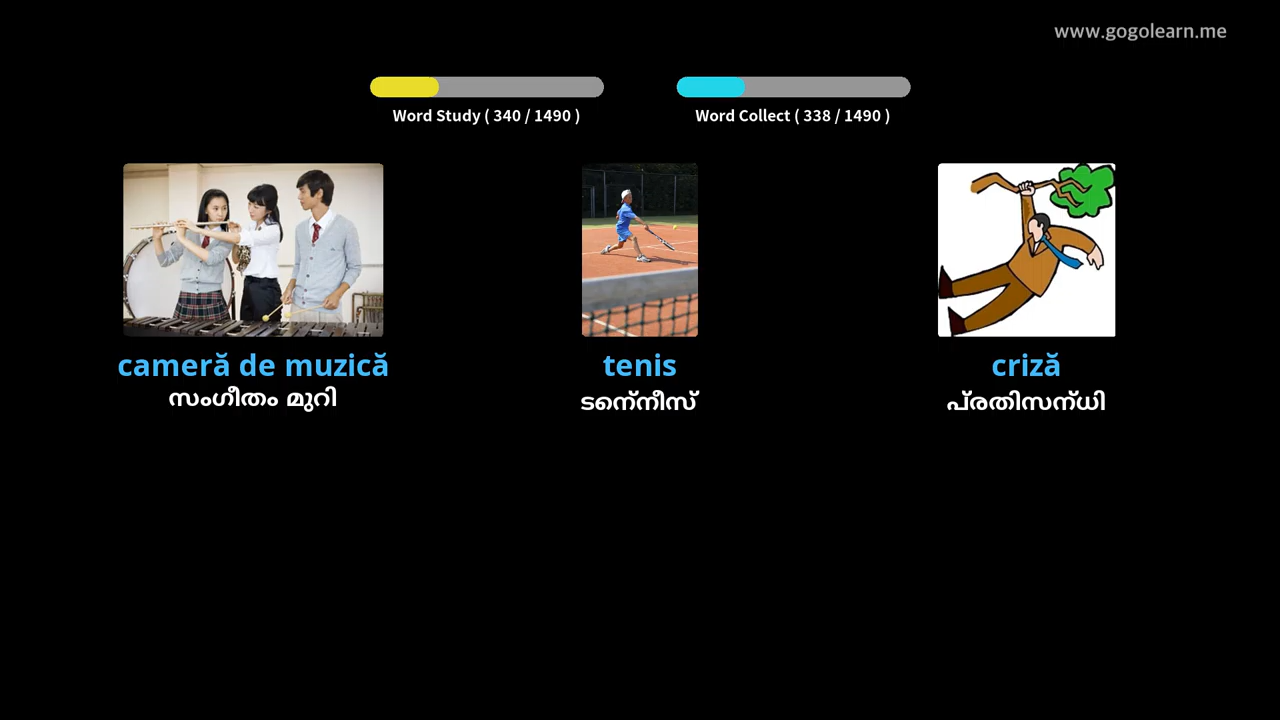 www.gogolearn.me
Word Study ( 340 / 1490 )
Word Collect ( 338 / 1490 )
cameră de muzică
tenis
criză
സംഗീതം മുറി
ടെന്നീസ്
പ്രതിസന്ധി